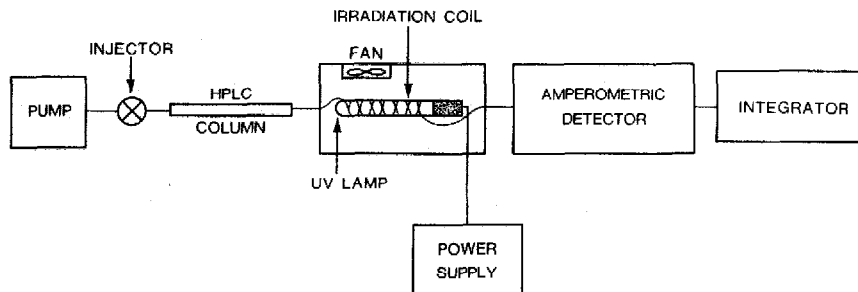 IRRADIATION COIL
INJECTOR
FAN
PUMP
HPLC
COLUMN
AMPEROMETRIC
DETECTOR
INTEGRATOR
UV LAMP
POWER
SUPPLY